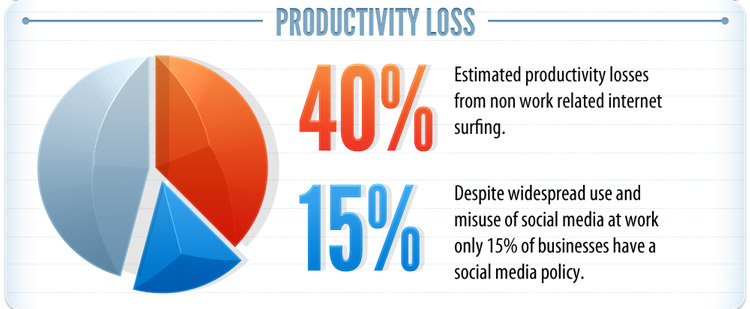 PRODUCTIVITY LOSS
40%
Estimated productivity losses
from non work related internet
surfing.
15%
Despite widespread use and
misuse of social media at work
only 15% of businesses have a
social media policy.